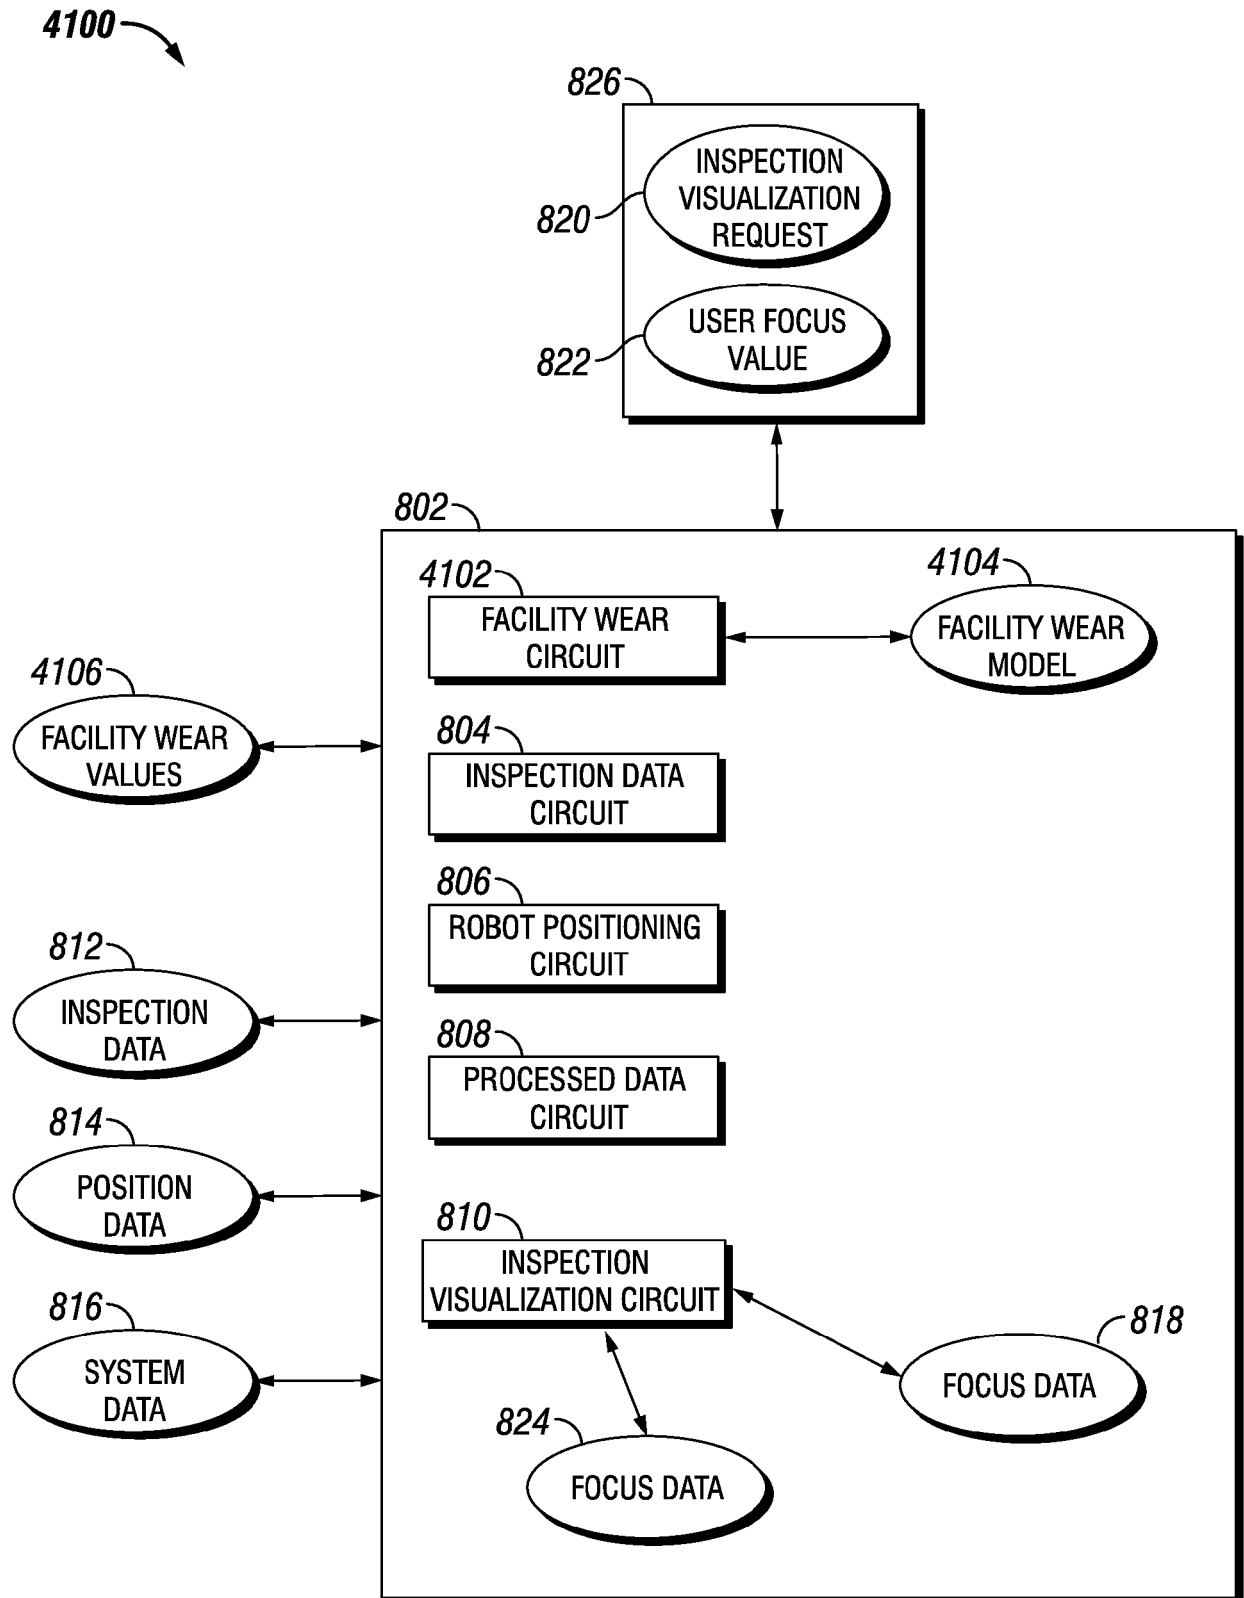 4100
826
INSPECTION
VISUALIZATION
REQUEST
820
USER FOCUS
VALUE
822
802
4102
FACILITY WEAR
CIRCUIT
4104
FACILITY WEAR
MODEL
4106
FACILITY WEAR
VALUES
804
INSPECTION DATA
CIRCUIT
806
ROBOT POSITIONING
CIRCUIT
812
INSPECTION
DATA
808
PROCESSED DATA
CIRCUIT
814
POSITION
DATA
810
INSPECTION
VISUALIZATION CIRCUIT
816
SYSTEM
DATA
818
FOCUS DATA
824
FOCUS DATA